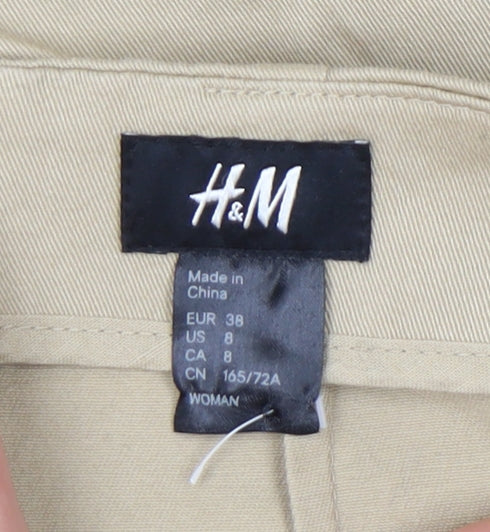 H&M
Made in
China
EUR 38
US 8
CA 8
CN 165/72A
WOMAN